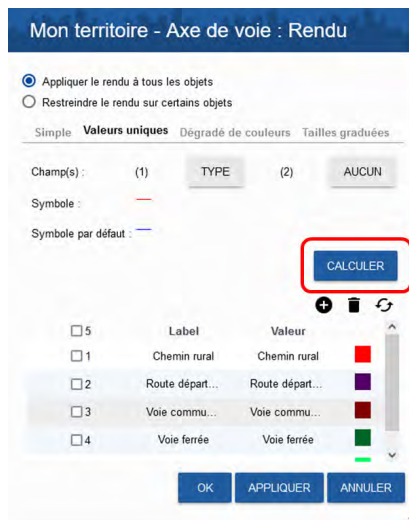 Mon territoire - Axe de voie : Rendu
Appliquer le rendu à tous les objets
Restreindre le rendu sur certains objets
Simple Valeurs uniques Dégradé de couleurs Tailles graduées
Champ(s) : (1) TYPE (2) AUCUN
Symbole :
Symbole par défaut :
CALCULER
5 Label Valeur
1 Chemin rural Chemin rural
2 Route départ... Route départ...
3 Voie commu... Voie commu...
4 Voie ferrée Voie ferrée
OK APPLIQUER ANNULER